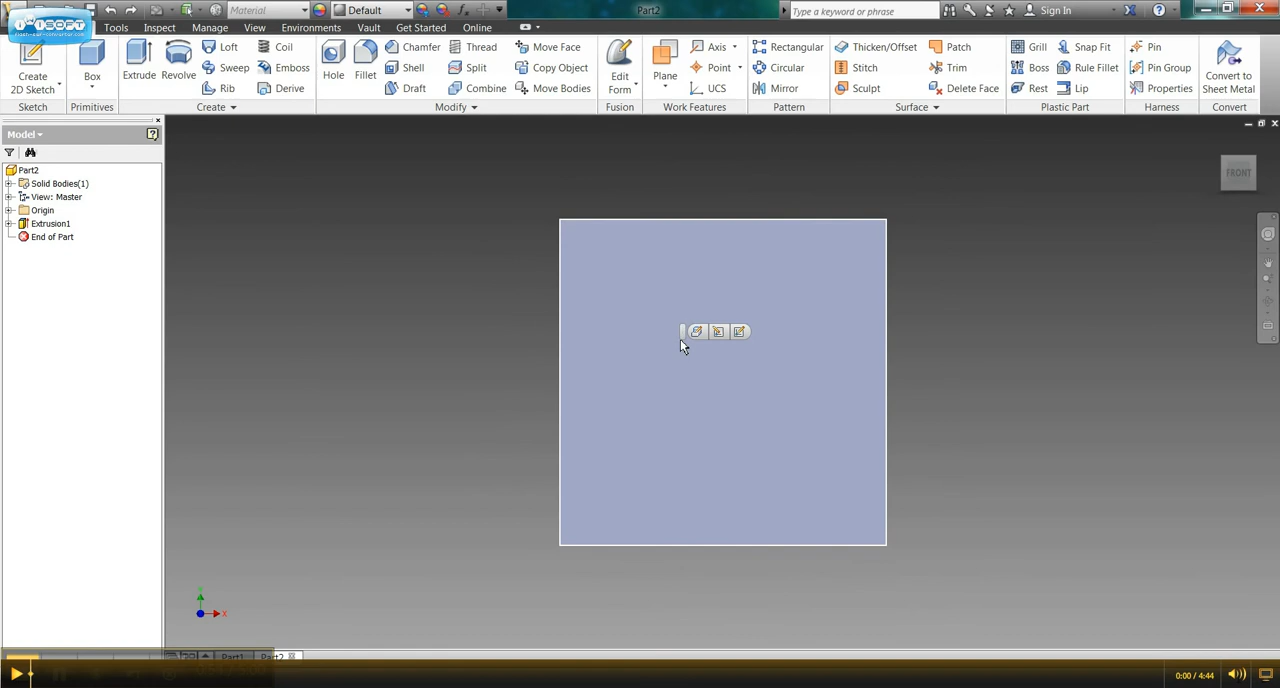 Material Default Part2 Type a keyword or phrase Sign In
iwisoft
Tools Inspect Manage View Environments Vault Get Started Online
Create 2D Sketch
Box
Extrude Revolve Loft Coil
Sweep Emboss
Rib Derive
Hole Fillet Chamfer Thread Move Face
Shell Split Copy Object
Draft Combine Move Bodies
Edit Form
Plane Axis
Point
UCS
Rectangular
Circular
Mirror
Thicken/Offset Patch
Stitch Trim
Sculpt Delete Face
Grill Snap Fit
Boss Rule Fillet
Rest Lip
Pin
Pin Group
Properties
Convert to Sheet Metal
Sketch Primitives Create Modify Fusion Work Features Pattern Surface Plastic Part Harness Convert
Model
Part2
Solid Bodies(1)
View: Master
Origin
Extrusion1
End of Part
FRONT
X
Part1 Part2
0:00 / 4:44